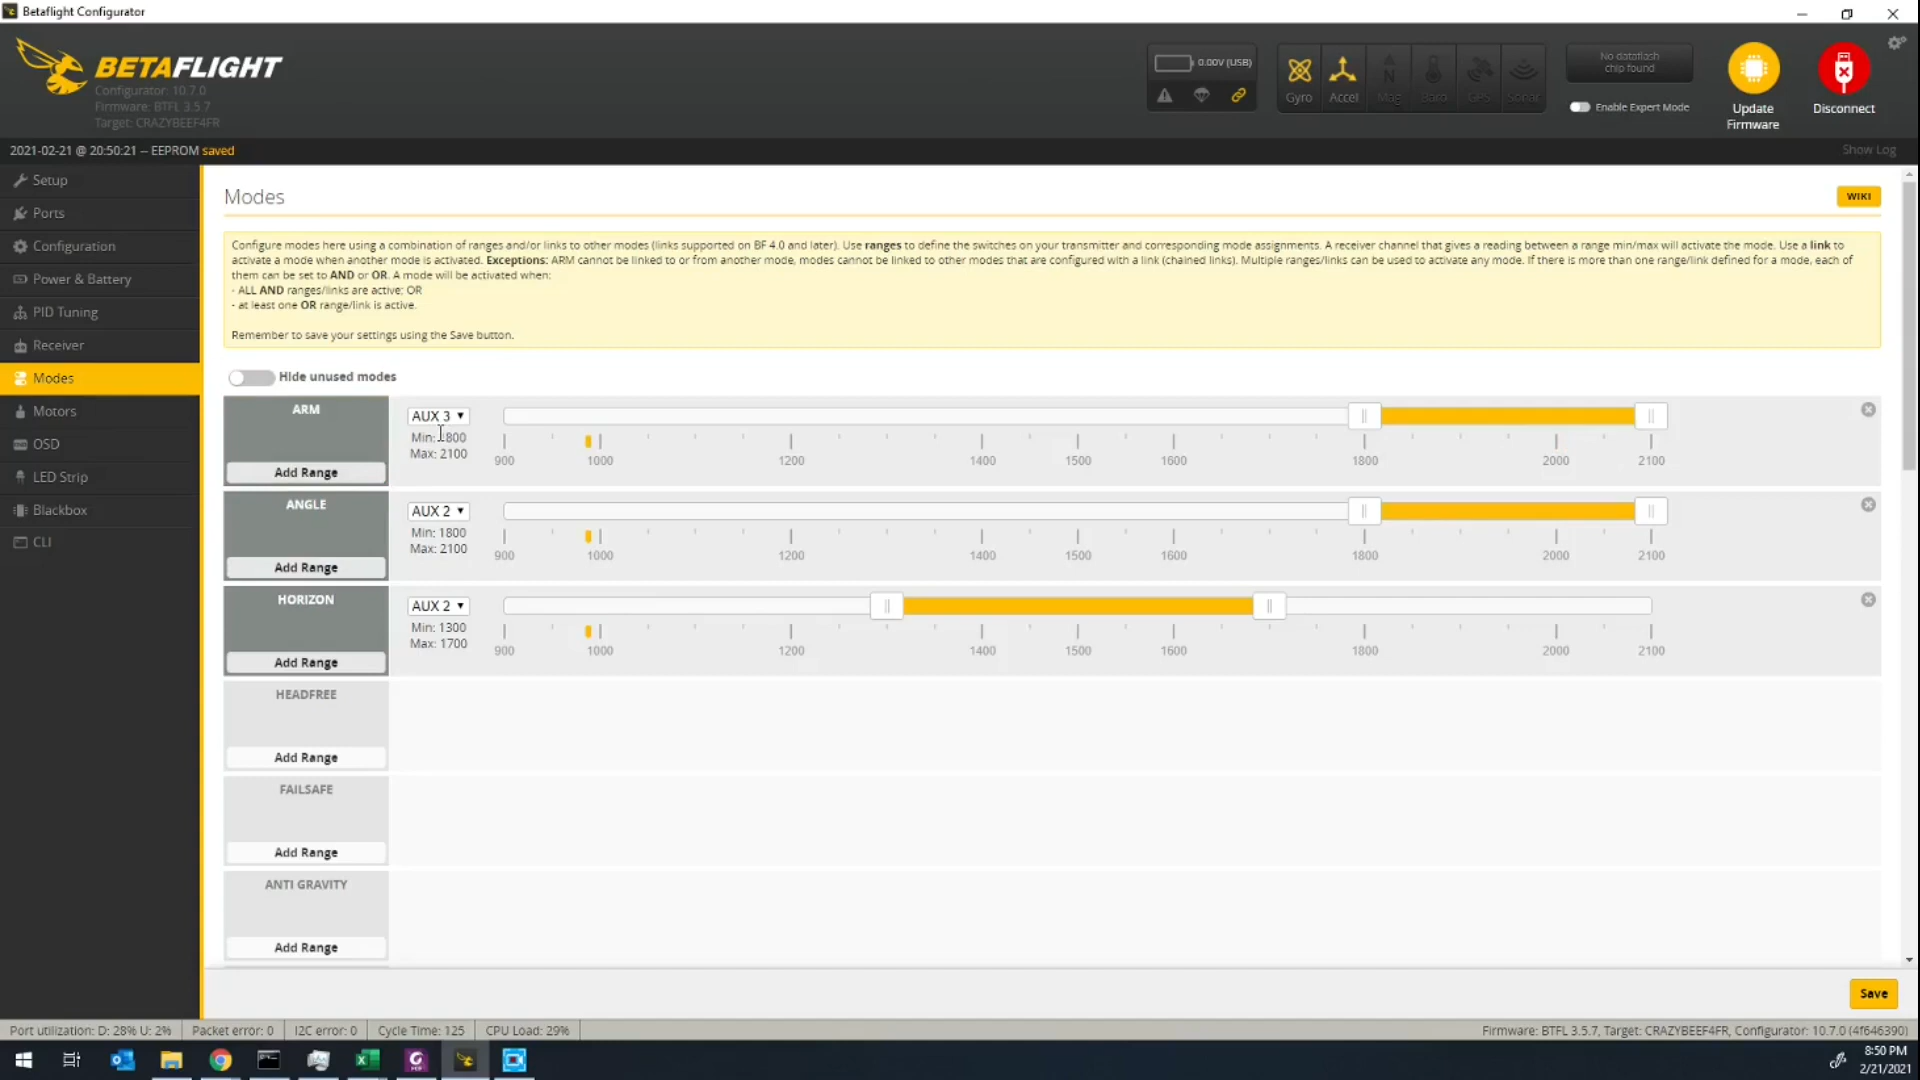 Betaflight Configurator
BETAFLIGHT
Configurator: 10.7.0
Firmware: BTFL 3.5.7
Target: CRAZYBEEF4FR
0.00V (USB)
Gyro
Accel
Mag
Baro
GPS
Sonar
No dataflash
chip found
Enable Expert Mode
Update
Firmware
Disconnect
2021-02-21 @ 20:50:21 -- EEPROM saved
Show Log
Setup
Ports
Configuration
Power & Battery
PID Tuning
Receiver
Modes
Motors
OSD
LED Strip
Blackbox
CLI
Modes
WIKI
Configure modes here using a combination of ranges and/or links to other modes (links supported on BF 4.0 and later). Use ranges to define the switches on your transmitter and corresponding mode assignments. A receiver channel that gives a reading between a range min/max will activate the mode. Use a link to
activate a mode when another mode is activated. Exceptions: ARM cannot be linked to or from another mode, modes cannot be linked to other modes that are configured with a link (chained links). Multiple ranges/links can be used to activate any mode. If there is more than one range/link defined for a mode, each of
them can be set to AND or OR. A mode will be activated when:
- ALL AND ranges/links are active; OR
- at least one OR range/link is active.
Remember to save your settings using the Save button.
Hide unused modes
ARM
Add Range
AUX 3
Min: 1800
Max: 2100
900 1000 1200 1400 1500 1600 1800 2000 2100
ANGLE
Add Range
AUX 2
Min: 1800
Max: 2100
900 1000 1200 1400 1500 1600 1800 2000 2100
HORIZON
Add Range
AUX 2
Min: 1300
Max: 1700
900 1000 1200 1400 1500 1600 1800 2000 2100
HEADFREE
Add Range
FAILSAFE
Add Range
ANTI GRAVITY
Add Range
Save
Port utilization: D: 28% U: 2%
Packet error: 0
I2C error: 0
Cycle Time: 125
CPU Load: 29%
Firmware: BTFL 3.5.7, Target: CRAZYBEEF4FR, Configurator: 10.7.0 (4f646390)
8:50 PM
2/21/2021